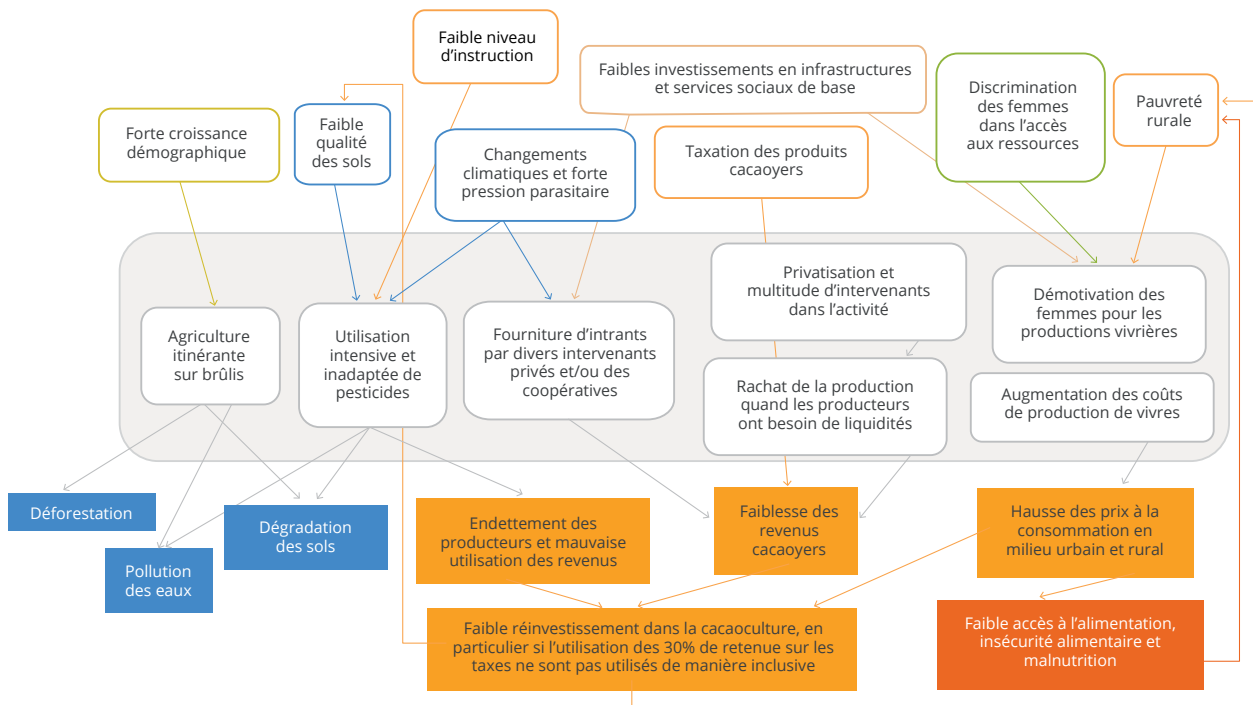 Faible niveau
d'instruction
Faibles investissements en infrastructures
et services sociaux de base
Discrimination
des femmes
dans l'accès
aux ressources
Pauvreté
rurale
Forte croissance
démographique
Faible
qualité
des sols
Changements
climatiques et forte
pression parasitaire
Taxation des produits
cacaoyers
Privatisation et
multitude d'intervenants
dans l'activité
Démotivation des
femmes pour les
productions vivrières
Agriculture
itinérante
sur brûlis
Utilisation
intensive et
inadaptée de
pesticides
Fourniture d'intrants
par divers intervenants
privés et/ou des
coopératives
Rachat de la production
quand les producteurs
ont besoin de liquidités
Augmentation des coûts
de production de vivres
Déforestation
Pollution
des eaux
Dégradation
des sols
Endettement des
producteurs et mauvaise
utilisation des revenus
Faiblesse des
revenus
cacaoyers
Hausse des prix à la
consommation en
milieu urbain et rural
Faible réinvestissement dans la cacaoculture, en
particulier si l'utilisation des 30% de retenue sur les
taxes ne sont pas utilisés de manière inclusive
Faible accès à l'alimentation,
insécurité alimentaire et
malnutrition